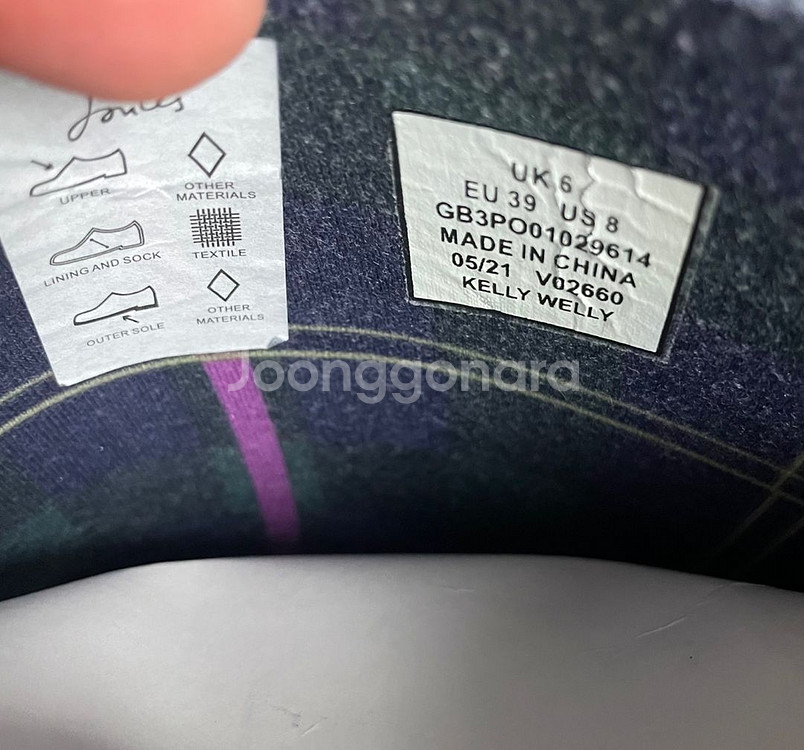 Joules
UPPER
OTHER
MATERIALS
LINING AND SOCK
TEXTILE
OUTER SOLE
OTHER
MATERIALS
UK 6
EU 39 US 8
GB3PO01029614
MADE IN CHINA
05/21 V02660
KELLY WELLY
Joonggonara